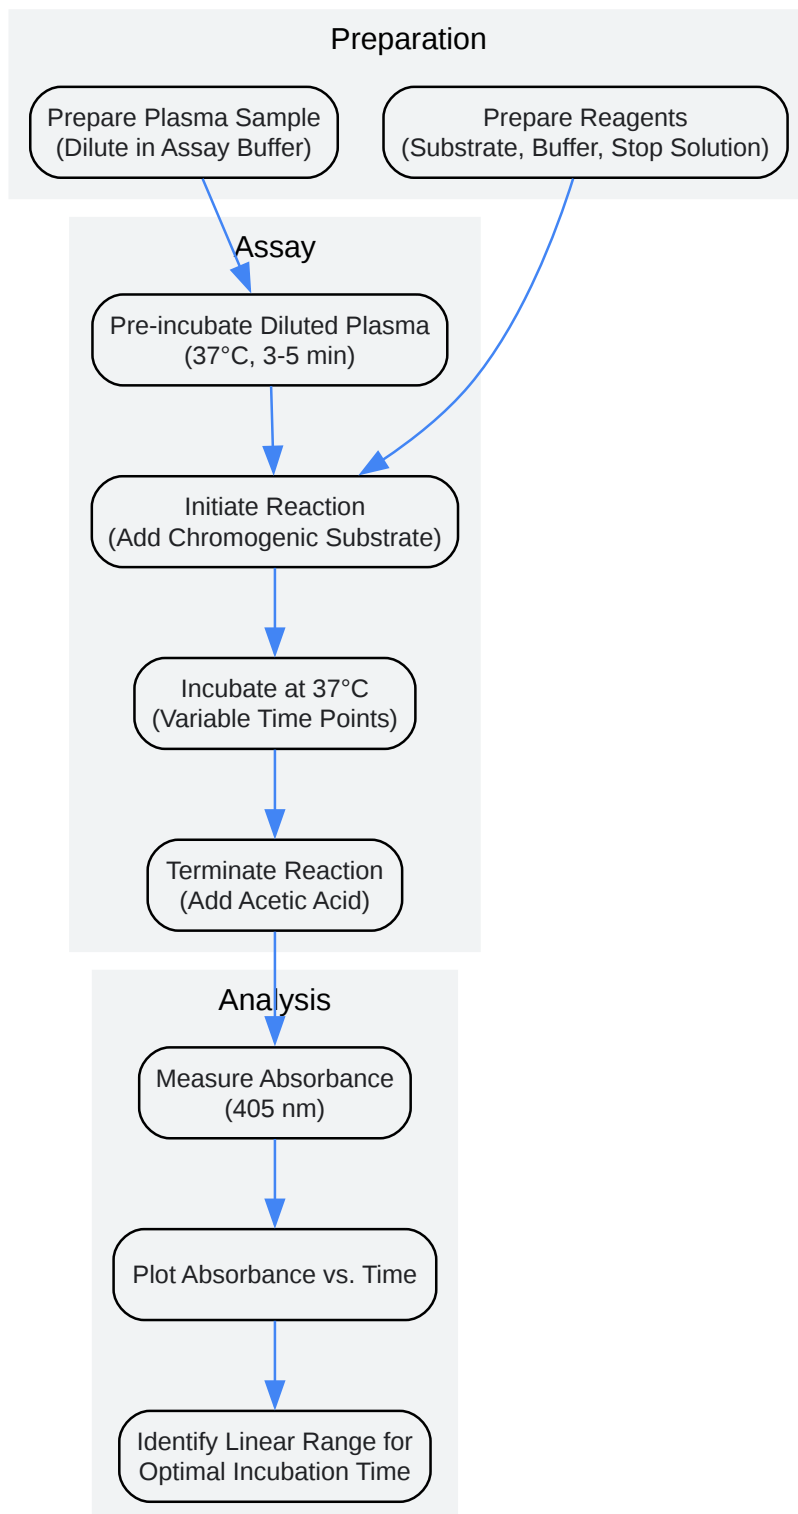 Preparation
Prepare Plasma Sample
(Dilute in Assay Buffer)
Prepare Reagents
(Substrate, Buffer, Stop Solution)
Assay
Pre-incubate Diluted Plasma
(37°C, 3-5 min)
Initiate Reaction
(Add Chromogenic Substrate)
Incubate at 37°C
(Variable Time Points)
Terminate Reaction
(Add Acetic Acid)
Analysis
Measure Absorbance
(405 nm)
Plot Absorbance vs. Time
Identify Linear Range for
Optimal Incubation Time